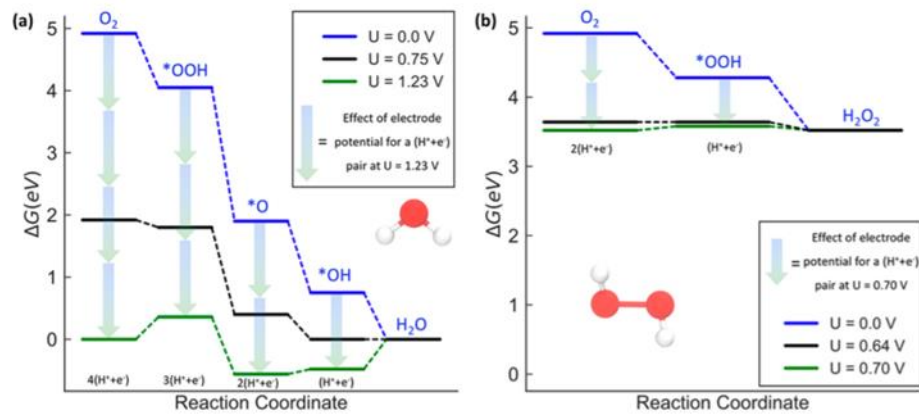 (a)
O₂
*OOH
*O
*OH
H₂O
U = 0.0 V
U = 0.75 V
U = 1.23 V
Effect of electrode
= potential for a (H⁺+e⁻)
pair at U = 1.23 V
ΔG(eV)
5
4
3
2
1
0
4(H⁺+e⁻)
3(H⁺+e⁻)
2(H⁺+e⁻)
(H⁺+e⁻)
Reaction Coordinate
(b)
O₂
*OOH
H₂O₂
2(H⁺+e⁻)
(H⁺+e⁻)
ΔG(eV)
5
4
3
2
1
0
Effect of electrode
= potential for a (H⁺+e⁻)
pair at U = 0.70 V
U = 0.0 V
U = 0.64 V
U = 0.70 V
Reaction Coordinate